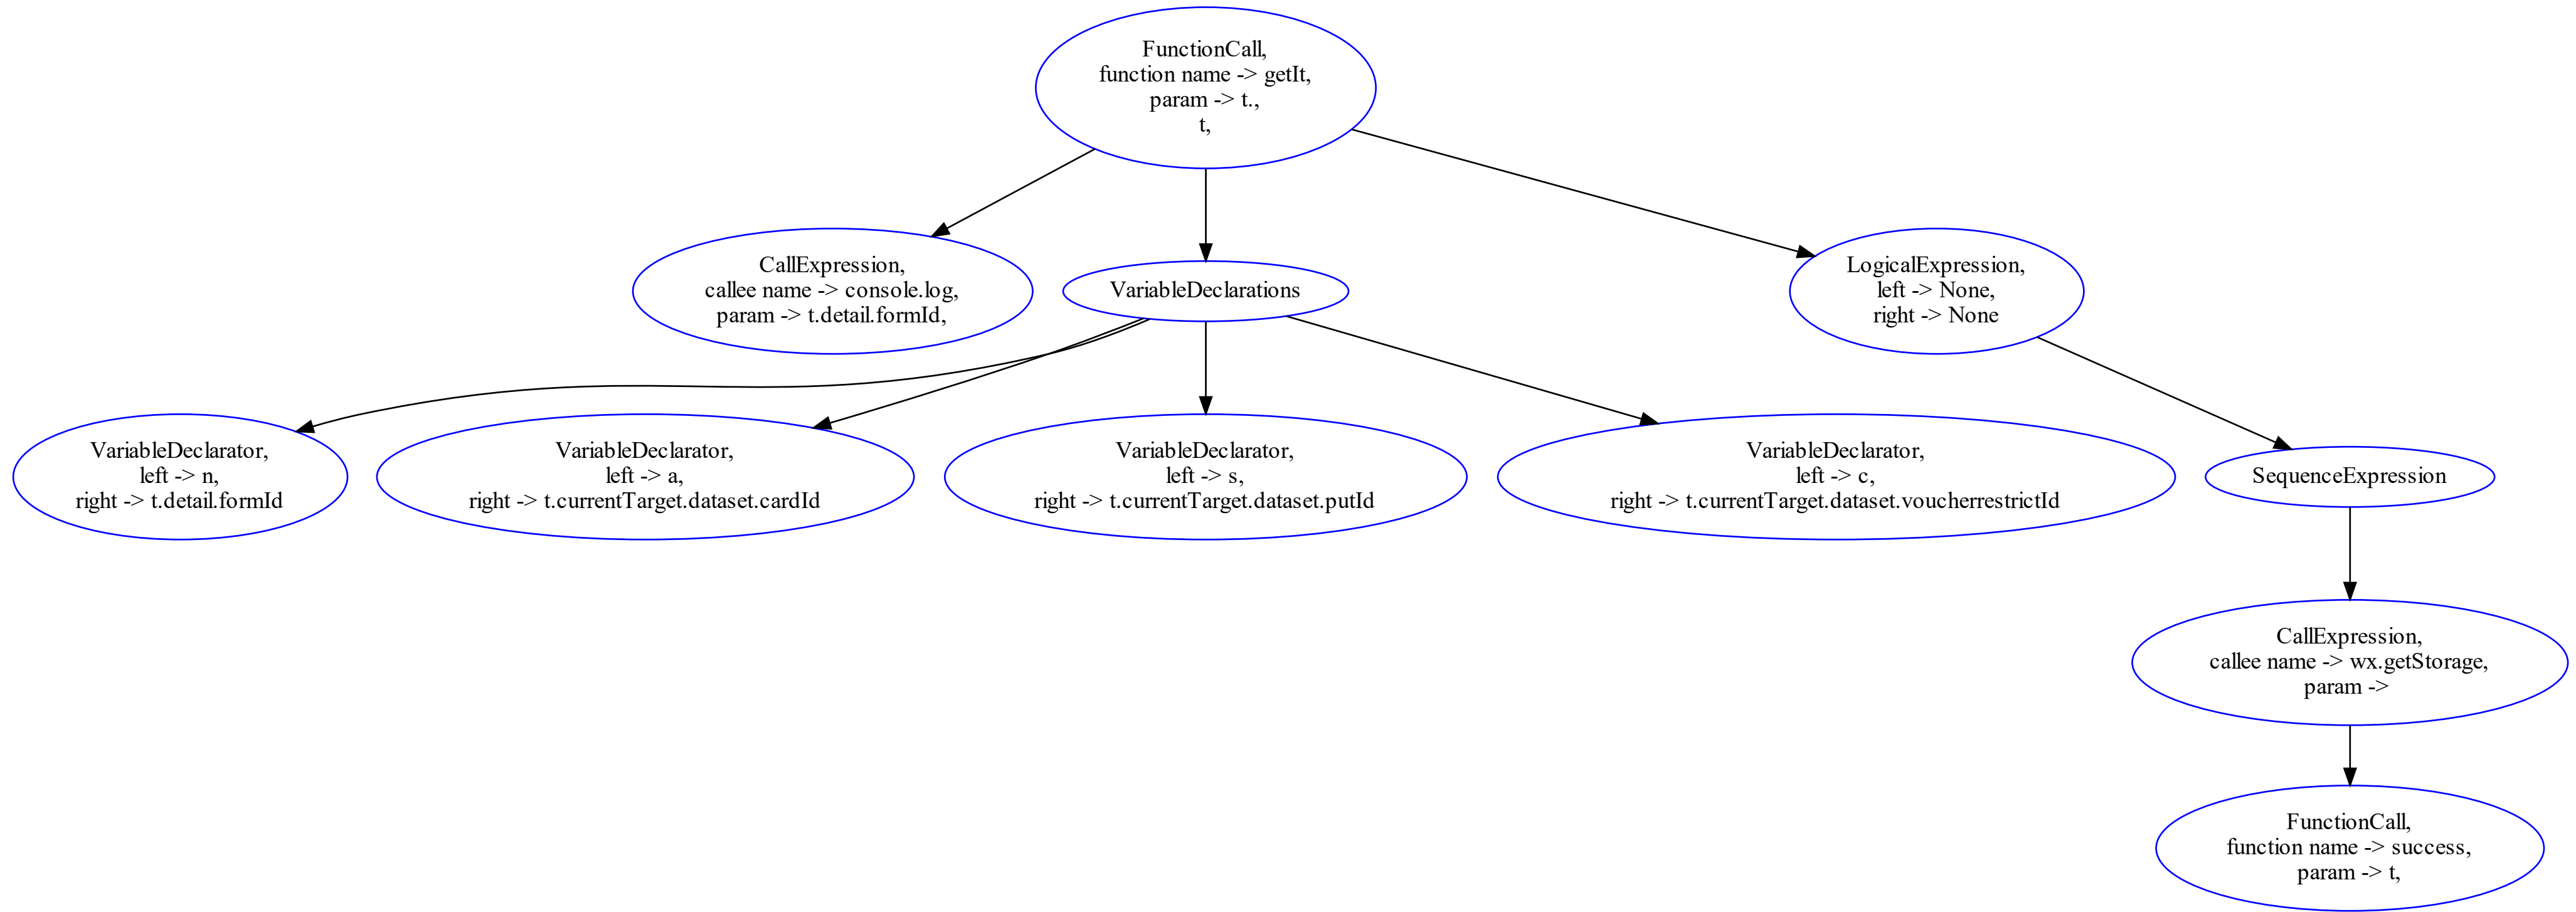 FunctionCall,
function name -> getIt,
param -> t.,
t,
CallExpression,
callee name -> console.log,
param -> t.detail.formId,
VariableDeclarations
LogicalExpression,
left -> None,
right -> None
VariableDeclarator,
left -> n,
right -> t.detail.formId
VariableDeclarator,
left -> a,
right -> t.currentTarget.dataset.cardId
VariableDeclarator,
left -> s,
right -> t.currentTarget.dataset.putId
VariableDeclarator,
left -> c,
right -> t.currentTarget.dataset.voucherrestrictId
SequenceExpression
CallExpression,
callee name -> wx.getStorage,
param ->
FunctionCall,
function name -> success,
param -> t,